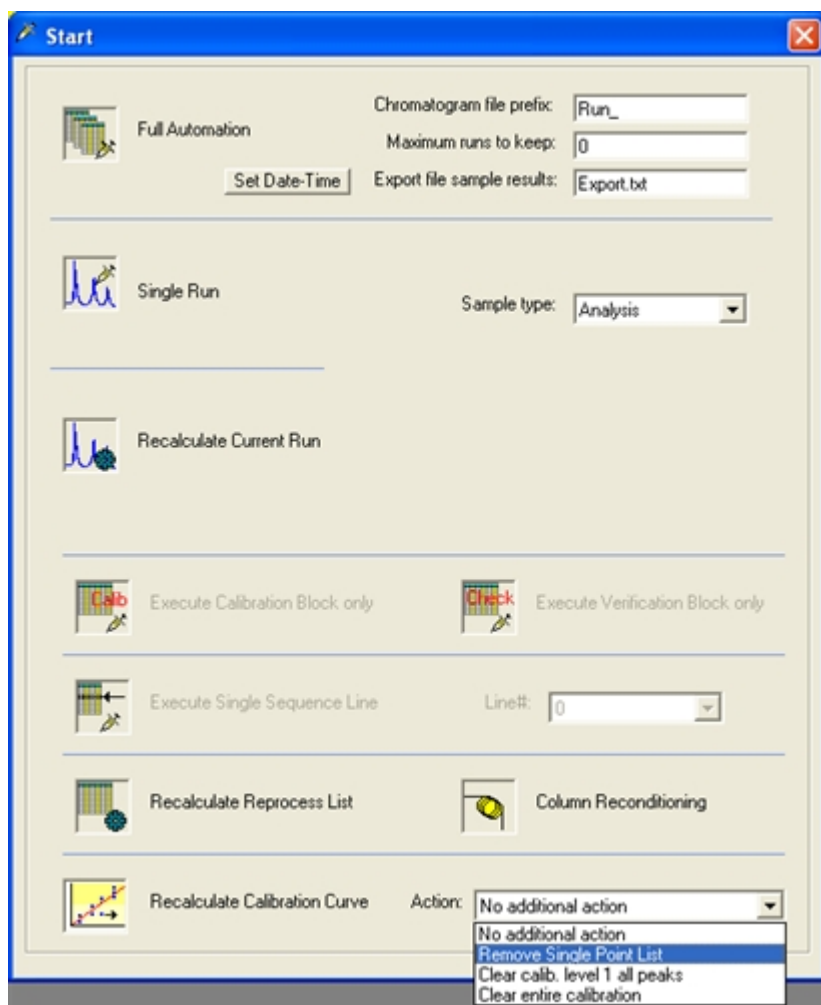 Start
Full Automation
Chromatogram file prefix: Run_
Maximum runs to keep: 0
Set Date-Time
Export file sample results: Export.txt
Single Run
Sample type: Analysis
Recalculate Current Run
Calib
Execute Calibration Block only
Check
Execute Verification Block only
Execute Single Sequence Line
Line#: 0
Recalculate Reprocess List
Column Reconditioning
Recalculate Calibration Curve
Action: No additional action
No additional action
Remove Single Point List
Clear calib. level 1 all peaks
Clear entire calibration